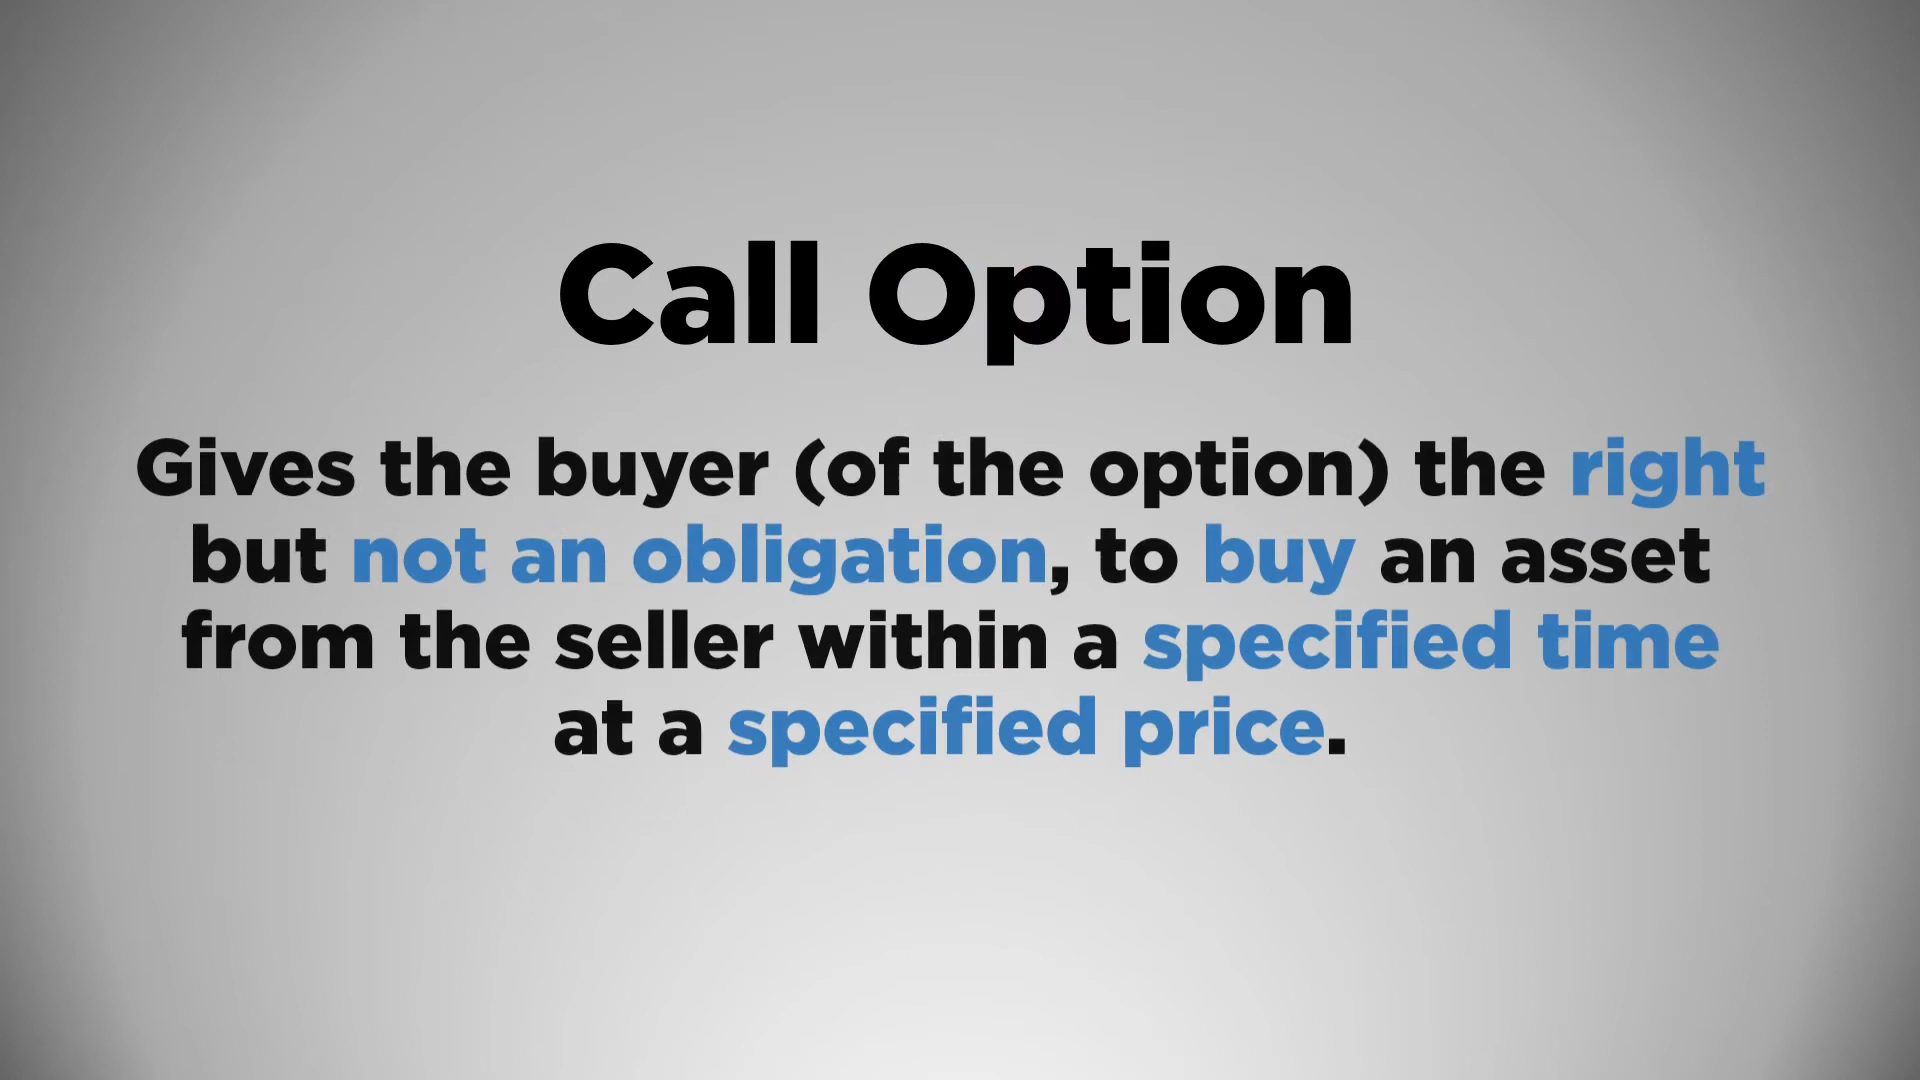 Call Option
Gives the buyer (of the option) the right
but not an obligation, to buy an asset
from the seller within a specified time
at a specified price.